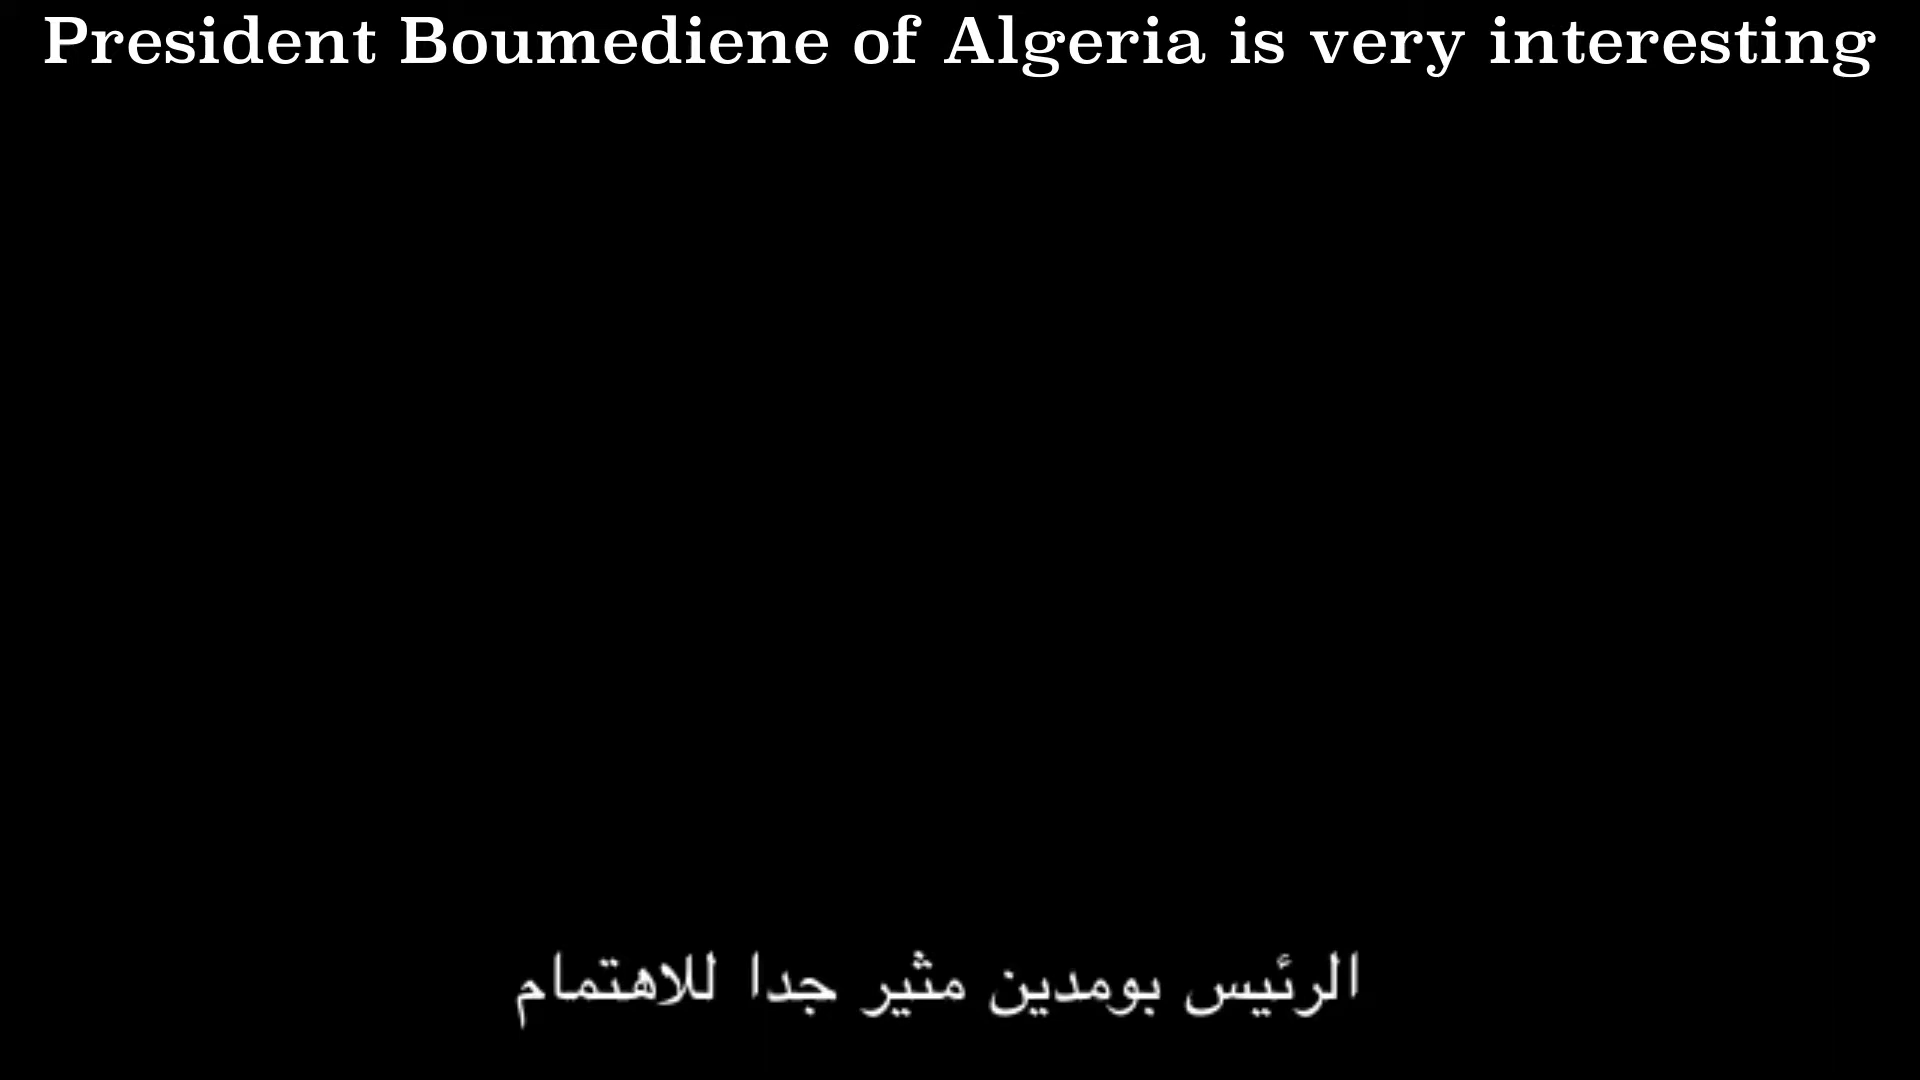 President Boumediene of Algeria is very interesting
الرئيس بومدين مثير جدا للاهتمام